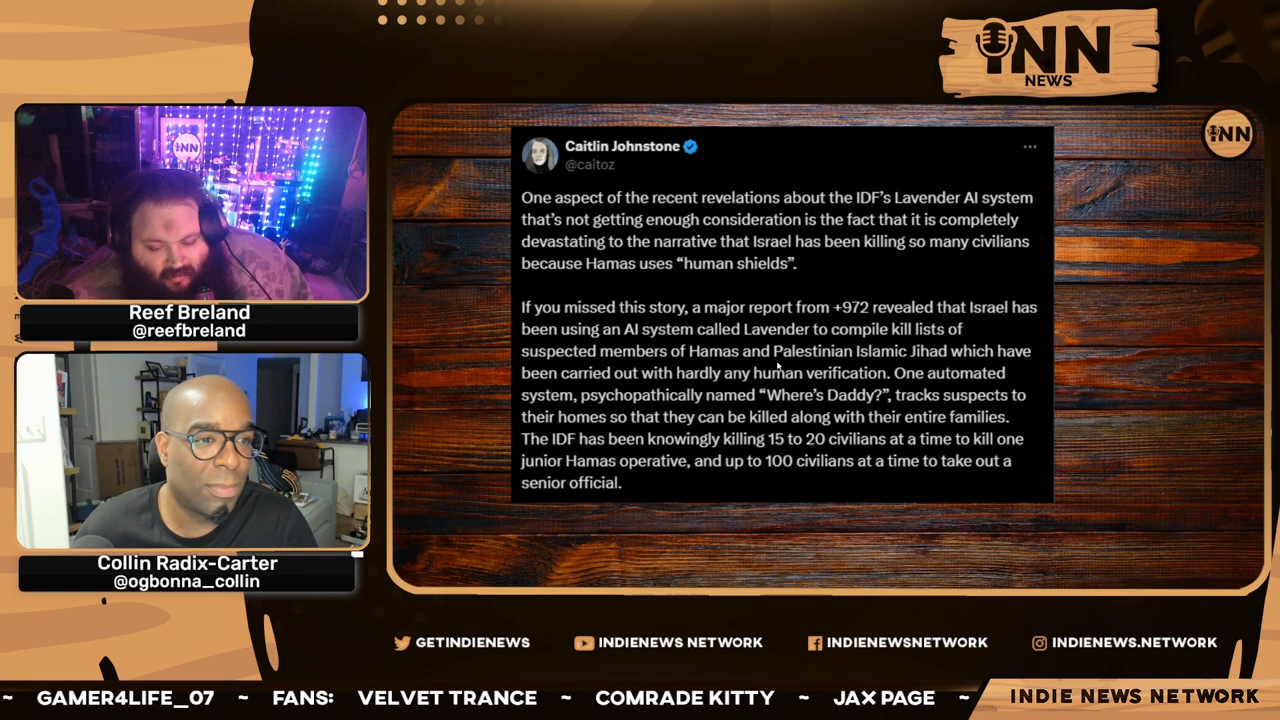 INN
NEWS
INN
INN
Reef Breland
@reefbreland
Collin Radix-Carter
@ogbonna_collin
Caitlin Johnstone
@caitoz
One aspect of the recent revelations about the IDF's Lavender AI system
that's not getting enough consideration is the fact that it is completely
devastating to the narrative that Israel has been killing so many civilians
because Hamas uses “human shields”.
If you missed this story, a major report from +972 revealed that Israel has
been using an AI system called Lavender to compile kill lists of
suspected members of Hamas and Palestinian Islamic Jihad which have
been carried out with hardly any human verification. One automated
system, psychopathically named “Where's Daddy?”, tracks suspects to
their homes so that they can be killed along with their entire families.
The IDF has been knowingly killing 15 to 20 civilians at a time to kill one
junior Hamas operative, and up to 100 civilians at a time to take out a
senior official.
GETINDIENEWS
INDIENEWS NETWORK
INDIENEWSNETWORK
INDIENEWS.NETWORK
~ GAMER4LIFE_07 ~ FANS: VELVET TRANCE ~ COMRADE KITTY ~ JAX PAGE ~
INDIE NEWS NETWORK